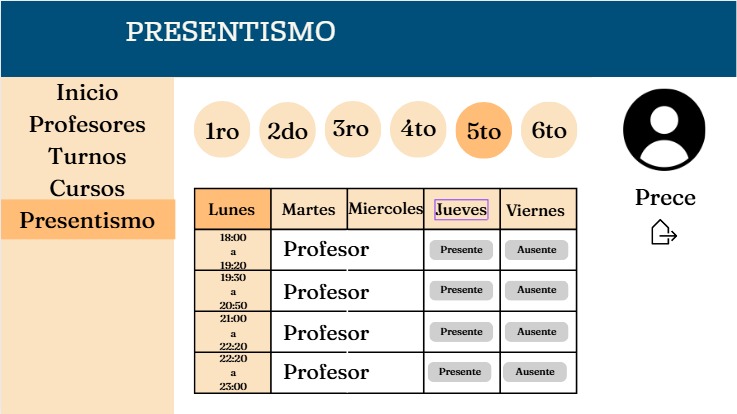 PRESENTISMO
Inicio
Profesores
Turnos
Cursos
Presentismo
1ro 2do 3ro 4to 5to 6to
Prece
Lunes Martes Miercoles Jueves Viernes
18:00
a
19:20
Profesor Presente Ausente
19:30
a
20:50
Profesor Presente Ausente
21:00
a
22:20
Profesor Presente Ausente
22:20
a
23:00
Profesor Presente Ausente